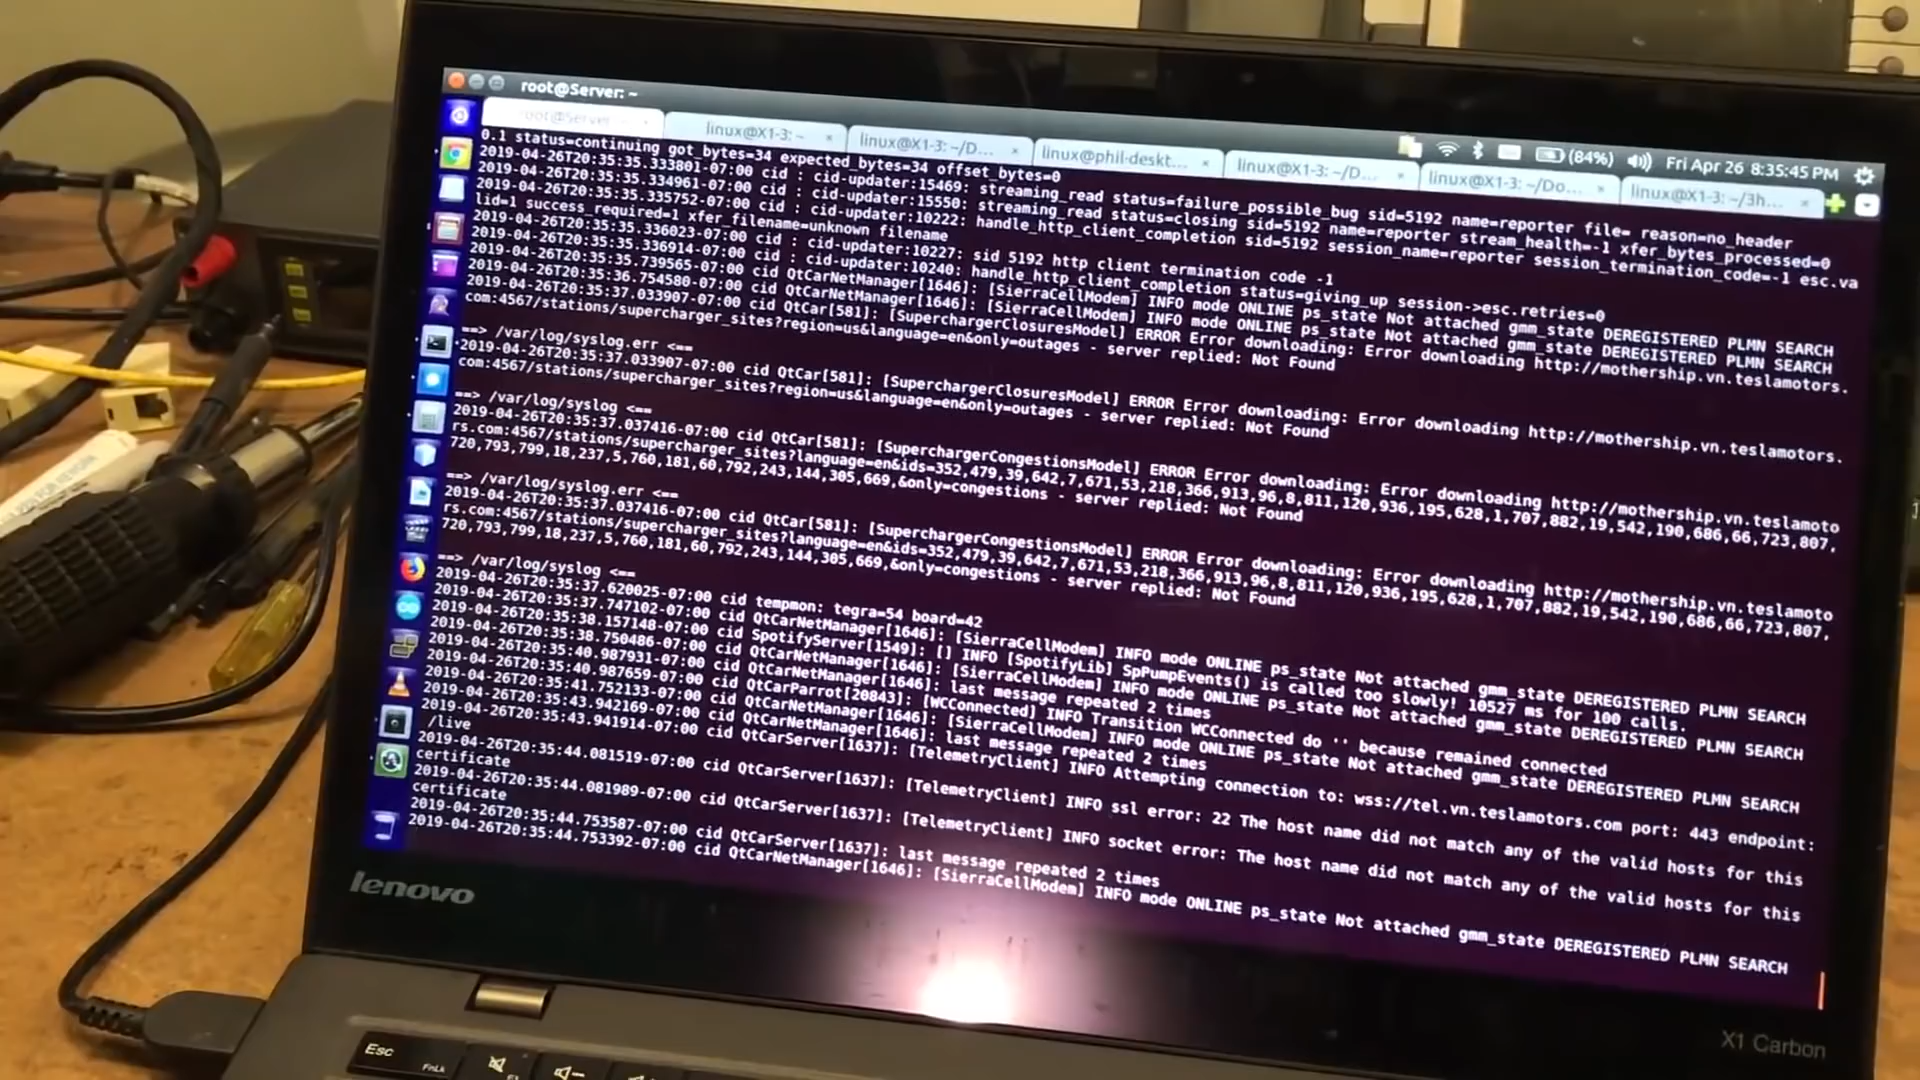 root@Server: ~
(84%) Fri Apr 26 8:35:45 PM
root@Server: ~
linux@X1-3: ~
linux@X1-3: ~/D...
linux@phil-deskt...
linux@X1-3: ~/D...
linux@X1-3: ~/Do...
linux@X1-3: ~/3h...
0.1 status=continuing got_bytes=34 expected_bytes=34 offset_bytes=0
2019-04-26T20:35:35.333801-07:00 cid : cid-updater:15469: streaming_read status=failure_possible_bug sid=5192 name=reporter file= reason=no_header
2019-04-26T20:35:35.334961-07:00 cid : cid-updater:15550: streaming_read status=closing sid=5192 name=reporter stream_health=-1 xfer_bytes_processed=0
2019-04-26T20:35:35.335752-07:00 cid : cid-updater:10222: handle_http_client_completion sid=5192 session_name=reporter session_termination_code=-1 esc.va
lid=1 success_required=1 xfer_filename=unknown filename
2019-04-26T20:35:35.336023-07:00 cid : cid-updater:10227: sid 5192 http client termination code -1
2019-04-26T20:35:35.336914-07:00 cid : cid-updater:10240: handle_http_client_completion status=giving_up session->esc.retries=0
2019-04-26T20:35:35.739565-07:00 cid QtCarNetManager[1646]: [SierraCellModem] INFO mode ONLINE ps_state Not attached gmm_state DEREGISTERED PLMN SEARCH
2019-04-26T20:35:36.754580-07:00 cid QtCarNetManager[1646]: [SierraCellModem] INFO mode ONLINE ps_state Not attached gmm_state DEREGISTERED PLMN SEARCH
2019-04-26T20:35:37.033907-07:00 cid QtCar[581]: [SuperchargerClosuresModel] ERROR Error downloading: Error downloading http://mothership.vn.teslamotors.
com:4567/stations/supercharger_sites?region=us&language=en&only=outages - server replied: Not Found
==> /var/log/syslog.err <==
2019-04-26T20:35:37.033907-07:00 cid QtCar[581]: [SuperchargerClosuresModel] ERROR Error downloading: Error downloading http://mothership.vn.teslamotors.
com:4567/stations/supercharger_sites?region=us&language=en&only=outages - server replied: Not Found
==> /var/log/syslog <==
2019-04-26T20:35:37.037416-07:00 cid QtCar[581]: [SuperchargerCongestionsModel] ERROR Error downloading: Error downloading http://mothership.vn.teslamoto
rs.com:4567/stations/supercharger_sites?language=en&ids=352,479,39,642,7,671,53,218,366,913,96,8,811,120,936,195,628,1,707,882,19,542,190,686,66,723,807,
720,793,799,18,237,5,760,181,60,792,243,144,305,669,&only=congestions - server replied: Not Found
==> /var/log/syslog.err <==
2019-04-26T20:35:37.037416-07:00 cid QtCar[581]: [SuperchargerCongestionsModel] ERROR Error downloading: Error downloading http://mothership.vn.teslamoto
rs.com:4567/stations/supercharger_sites?language=en&ids=352,479,39,642,7,671,53,218,366,913,96,8,811,120,936,195,628,1,707,882,19,542,190,686,66,723,807,
720,793,799,18,237,5,760,181,60,792,243,144,305,669,&only=congestions - server replied: Not Found
==> /var/log/syslog <==
2019-04-26T20:35:37.620025-07:00 cid tempmon: tegra=54 board=42
2019-04-26T20:35:37.747102-07:00 cid QtCarNetManager[1646]: [SierraCellModem] INFO mode ONLINE ps_state Not attached gmm_state DEREGISTERED PLMN SEARCH
2019-04-26T20:35:38.157148-07:00 cid SpotifyServer[1549]: [] INFO [SpotifyLib] SpPumpEvents() is called too slowly! 10527 ms for 100 calls.
2019-04-26T20:35:38.750486-07:00 cid QtCarNetManager[1646]: [SierraCellModem] INFO mode ONLINE ps_state Not attached gmm_state DEREGISTERED PLMN SEARCH
2019-04-26T20:35:40.987931-07:00 cid QtCarNetManager[1646]: last message repeated 2 times
2019-04-26T20:35:40.987659-07:00 cid QtCarParrot[20843]: [WCConnected] INFO Transition WCConnected do '' because remained connected
2019-04-26T20:35:41.752133-07:00 cid QtCarNetManager[1646]: [SierraCellModem] INFO mode ONLINE ps_state Not attached gmm_state DEREGISTERED PLMN SEARCH
2019-04-26T20:35:43.942169-07:00 cid QtCarNetManager[1646]: last message repeated 2 times
2019-04-26T20:35:43.941914-07:00 cid QtCarServer[1637]: [TelemetryClient] INFO Attempting connection to: wss://tel.vn.teslamotors.com port: 443 endpoint:
/live
2019-04-26T20:35:44.081519-07:00 cid QtCarServer[1637]: [TelemetryClient] INFO ssl error: 22 The host name did not match any of the valid hosts for this
certificate
2019-04-26T20:35:44.081989-07:00 cid QtCarServer[1637]: [TelemetryClient] INFO socket error: The host name did not match any of the valid hosts for this
certificate
2019-04-26T20:35:44.753587-07:00 cid QtCarServer[1637]: last message repeated 2 times
2019-04-26T20:35:44.753392-07:00 cid QtCarNetManager[1646]: [SierraCellModem] INFO mode ONLINE ps_state Not attached gmm_state DEREGISTERED PLMN SEARCH
lenovo
X1 Carbon
Esc
FnLk
F1